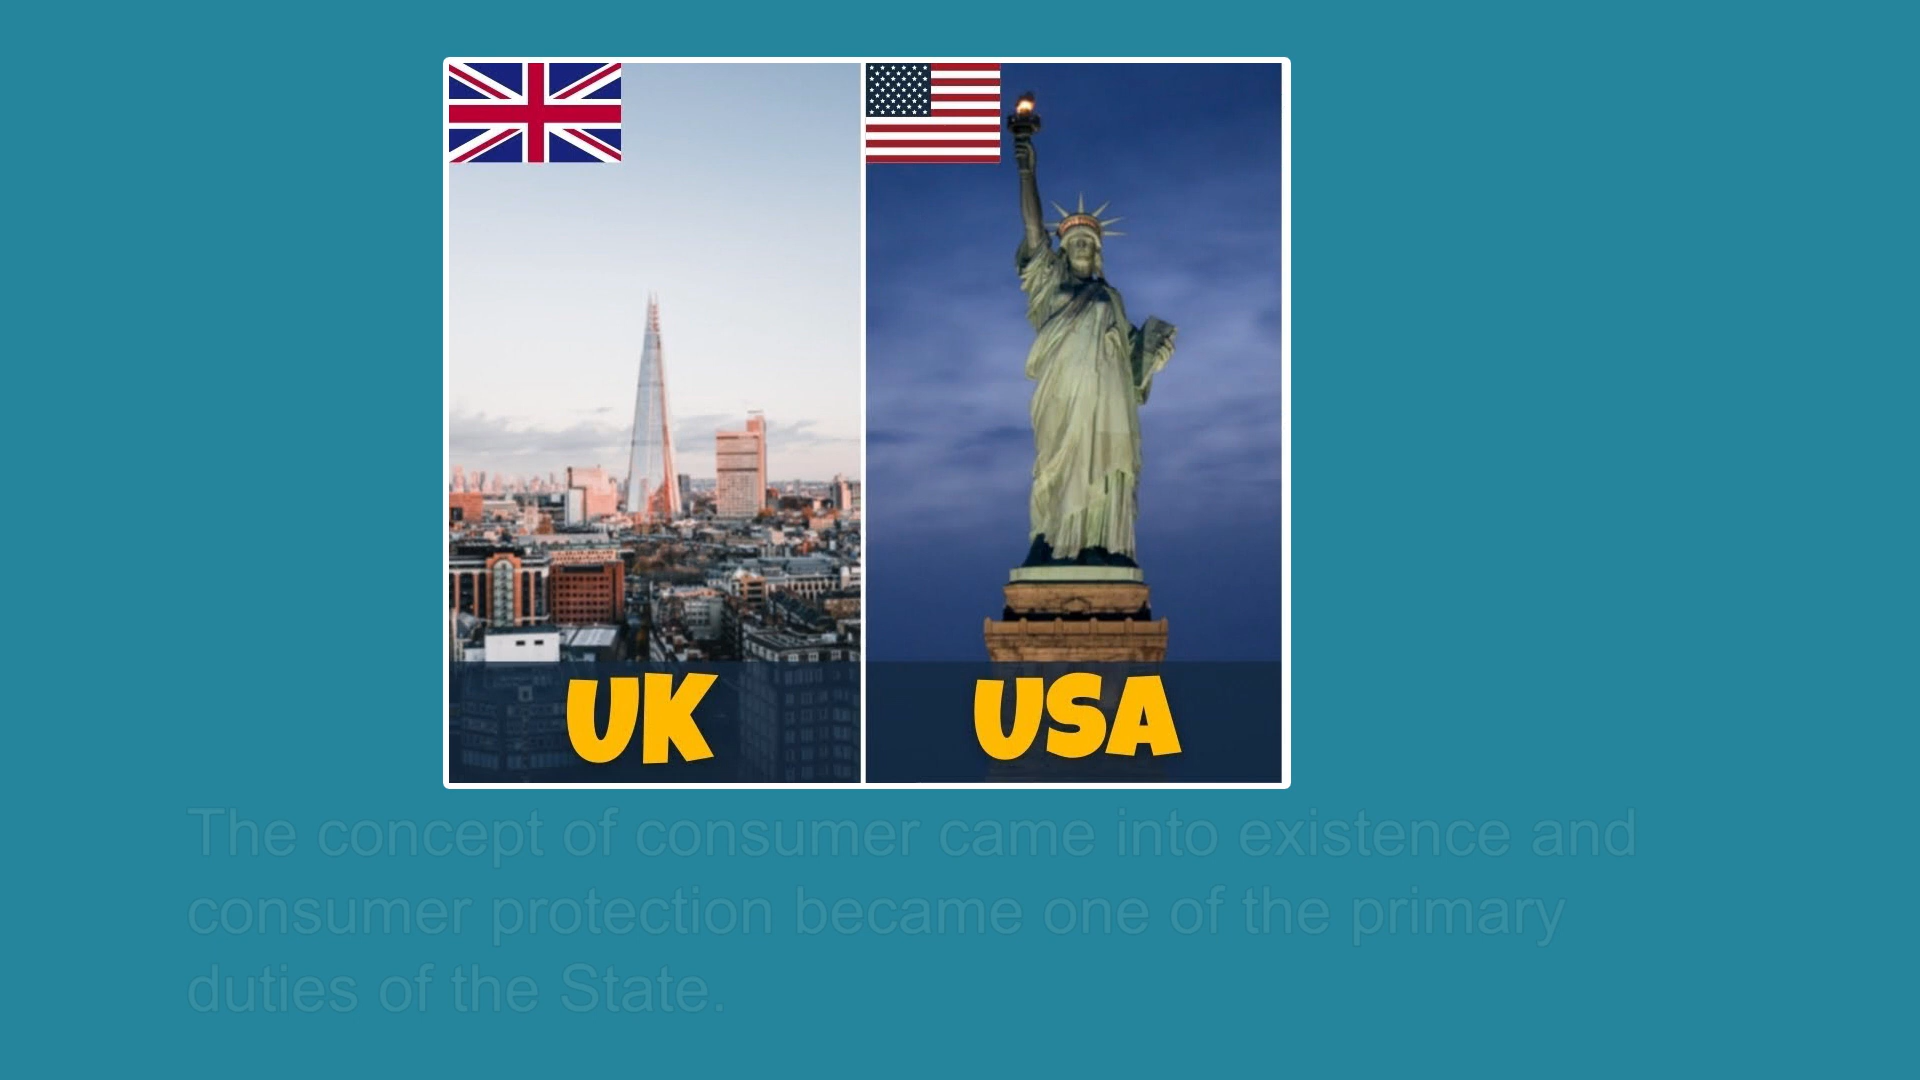 UK
USA
The concept of consumer came into existence and
consumer protection became one of the primary
duties of the State.